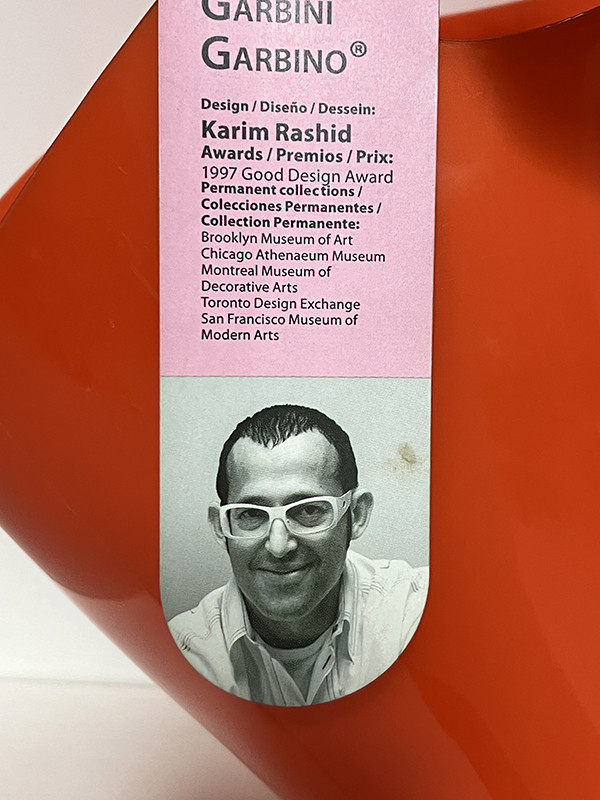 GARBINI
GARBINO®
Design / Diseño / Dessein:
Karim Rashid
Awards / Premios / Prix:
1997 Good Design Award
Permanent collections /
Colecciones Permanentes /
Collection Permanente:
Brooklyn Museum of Art
Chicago Athenaeum Museum
Montreal Museum of
Decorative Arts
Toronto Design Exchange
San Francisco Museum of
Modern Arts